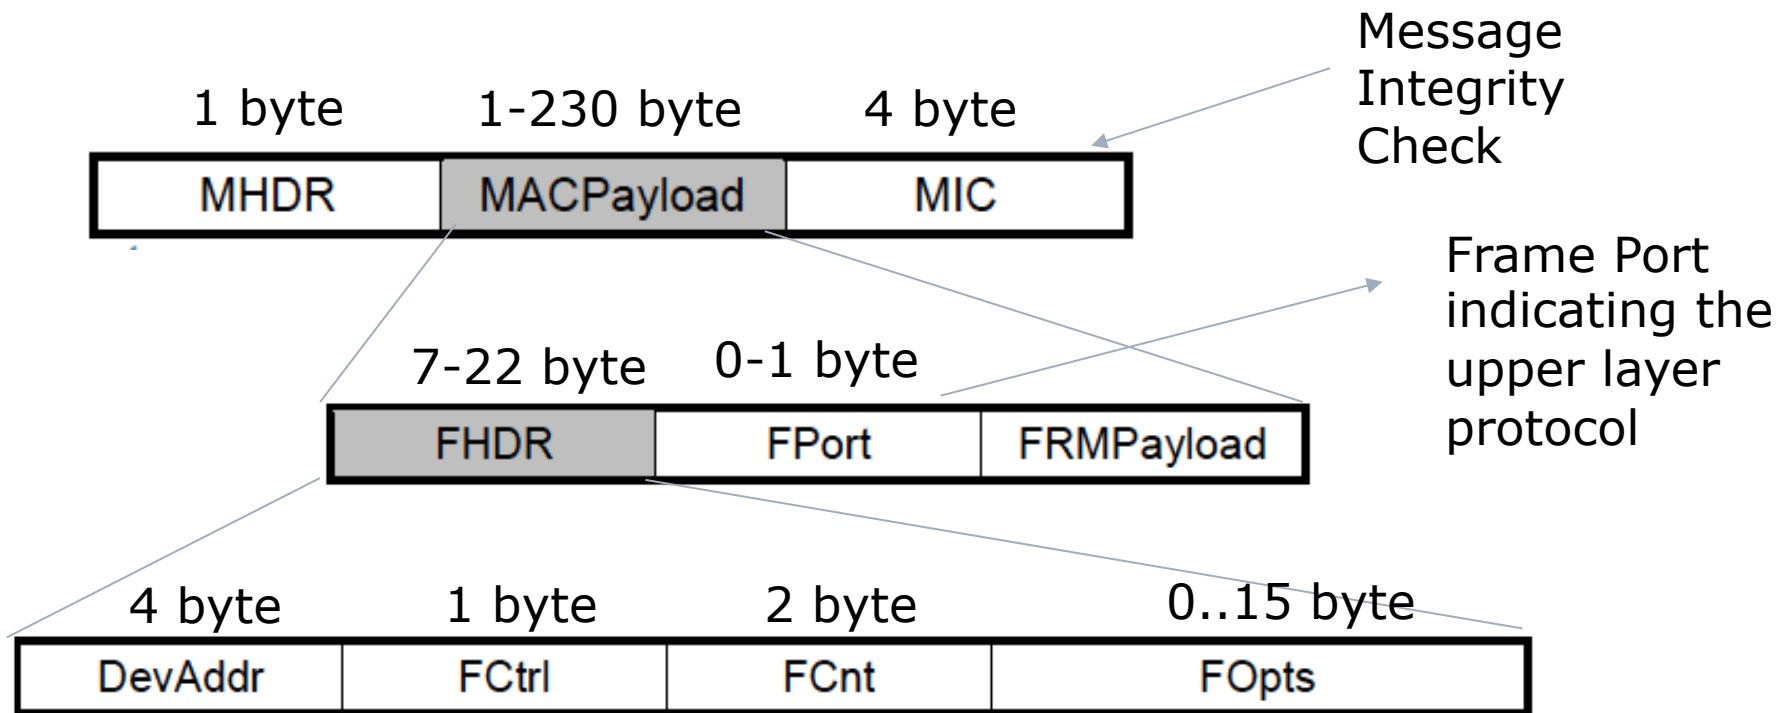 Message
Integrity
Check
1 byte 1-230 byte 4 byte
MHDR MACPayload MIC
Frame Port
indicating the
upper layer
protocol
7-22 byte 0-1 byte
FHDR FPort FRMPayload
4 byte 1 byte 2 byte 0..15 byte
DevAddr FCtrl FCnt FOpts